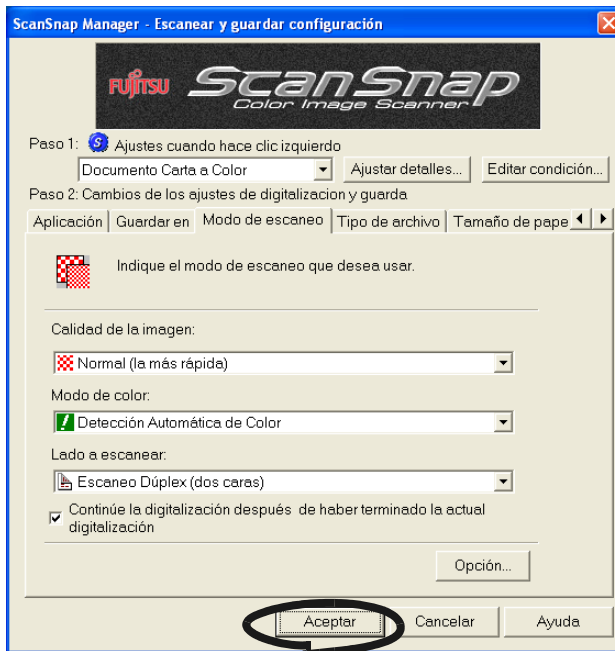 ScanSnap Manager - Escanear y guardar configuración
FUJITSU ScanSnap
Color Image Scanner
Paso 1: S Ajustes cuando hace clic izquierdo
Documento Carta a Color Ajustar detalles... Editar condición...
Paso 2: Cambios de los ajustes de digitalizacion y guarda
Aplicación Guardar en Modo de escaneo Tipo de archivo Tamaño de pape
Indique el modo de escaneo que desea usar.
Calidad de la imagen:
Normal (la más rápida)
Modo de color:
Detección Automática de Color
Lado a escanear:
Escaneo Dúplex (dos caras)
Continúe la digitalización después de haber terminado la actual
digitalización
Opción...
Aceptar Cancelar Ayuda